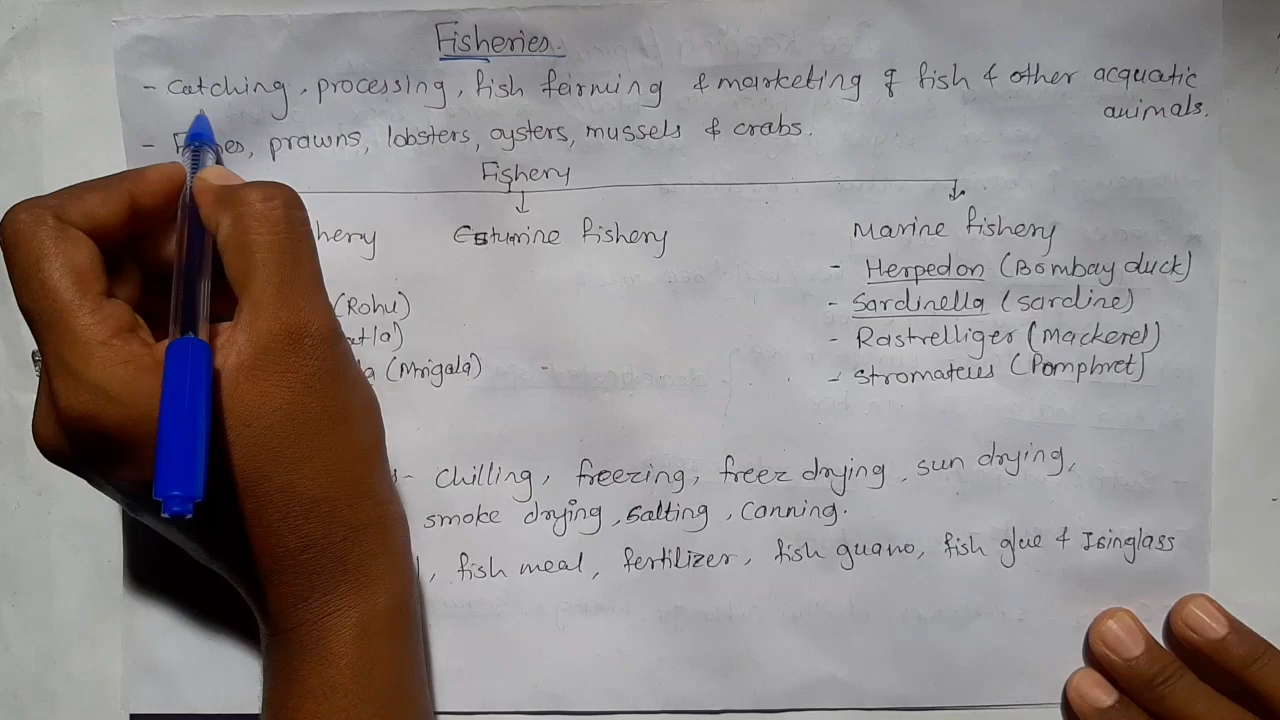 Fisheries.
- Catching, processing, fish fairming & marketing of fish & other acquatic
animals.
- prawns, lobsters, oysters, mussels & crabs.
Fishery
Esturine fishery Marine fishery
- Herpedon (Bombay duck)
(Rohu) - Sardinella (sardine)
- Rastrelliger (Mackerel)
(Mrigala) - Stromateus (Pomphret)
- chilling, freezing, freez drying, sun drying,
smoke drying, salting, canning.
, fish meal, fertilizer, fish guano, fish glue & Isinglass